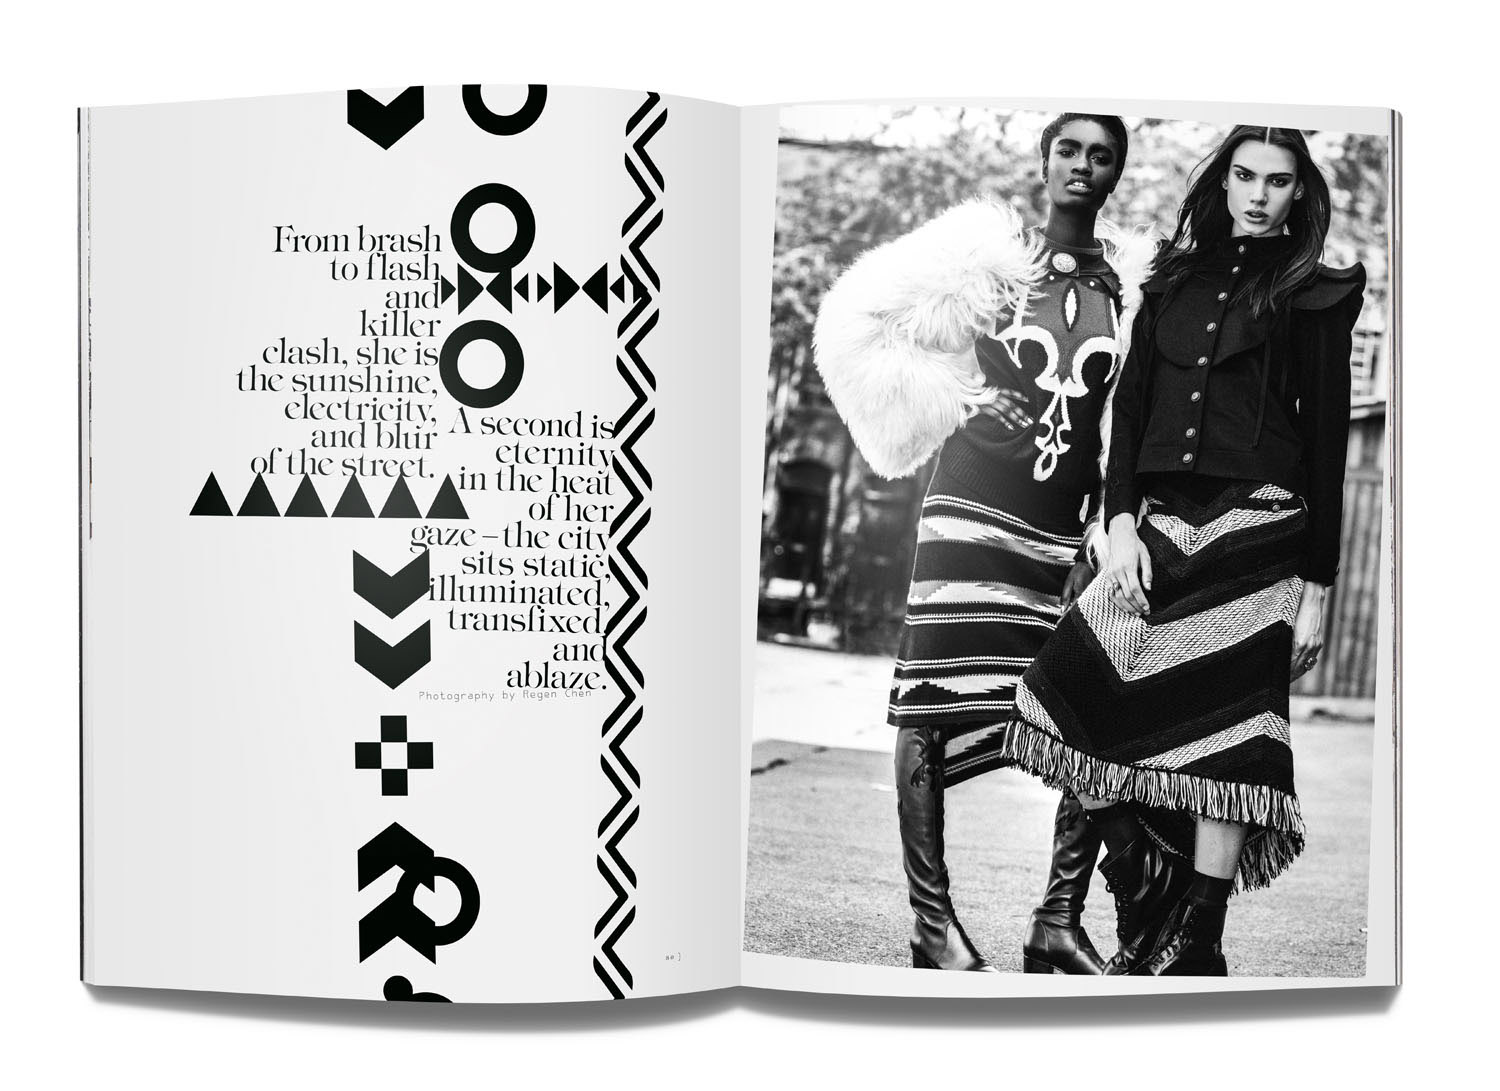 From brash
to flash
and
killer
clash, she is
the sunshine,
electricity,
and blur
of the street.
A second is
eternity
in the heat
of her
gaze – the city
sits static,
illuminated,
transfixed,
and
ablaze.
Photography by Regen Chen